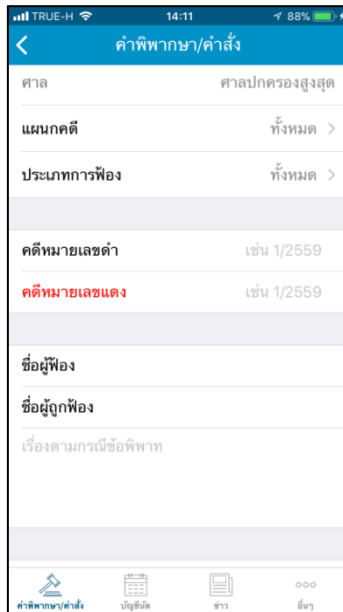 TRUE-H 14:11 88%
คำพิพากษา/คำสั่ง
ศาล ศาลปกครองสูงสุด
แผนกคดี ทั้งหมด >
ประเภทการฟ้อง ทั้งหมด >
คดีหมายเลขดำ เช่น 1/2559
คดีหมายเลขแดง เช่น 1/2559
ชื่อผู้ฟ้อง
ชื่อผู้ถูกฟ้อง
เรื่องตามกรณีข้อพิพาท
คำพิพากษา/คำสั่ง บัญชีนัด ข่าว อื่นๆ